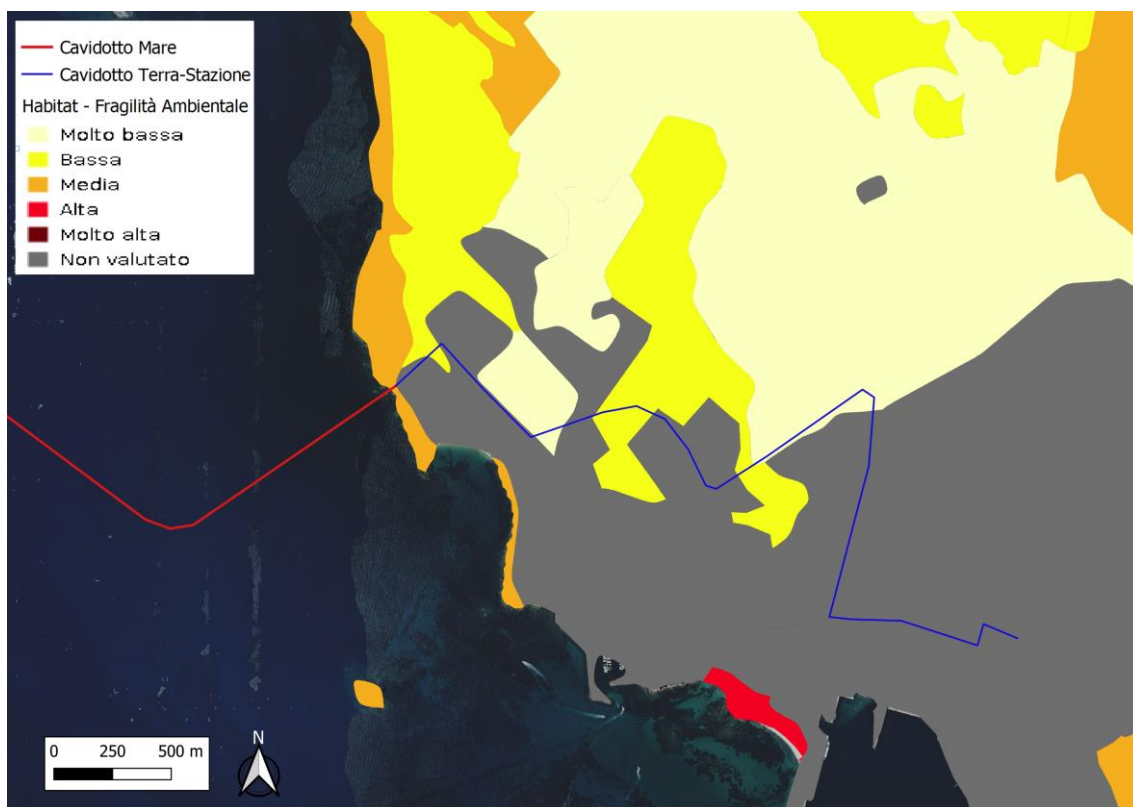 Cavidotto Mare
Cavidotto Terra-Stazione
Habitat - Fragilità Ambientale
Molto bassa
Bassa
Media
Alta
Molto alta
Non valutato
0 250 500 m
N